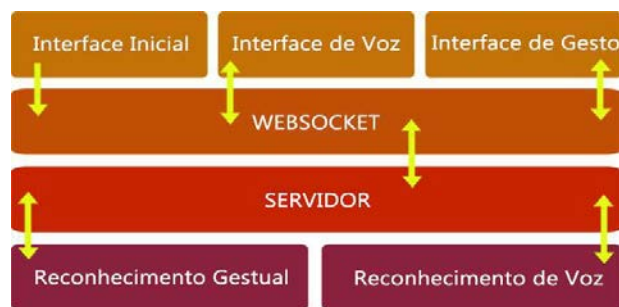 Interface Inicial
Interface de Voz
Interface de Gesto
WEBSOCKET
SERVIDOR
Reconhecimento Gestual
Reconhecimento de Voz